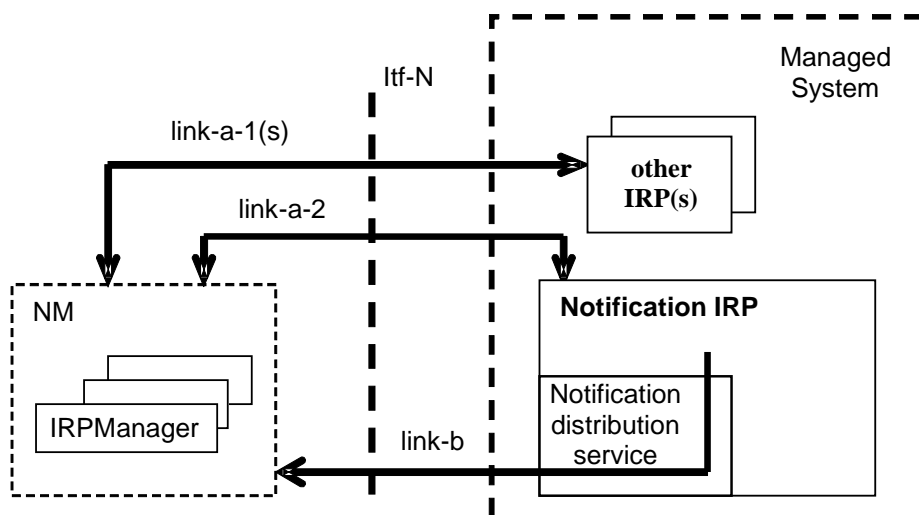 Managed
System
Itf-N
link-a-1(s)
other
IRP(s)
link-a-2
NM
Notification IRP
IRPManager
Notification
distribution
service
link-b